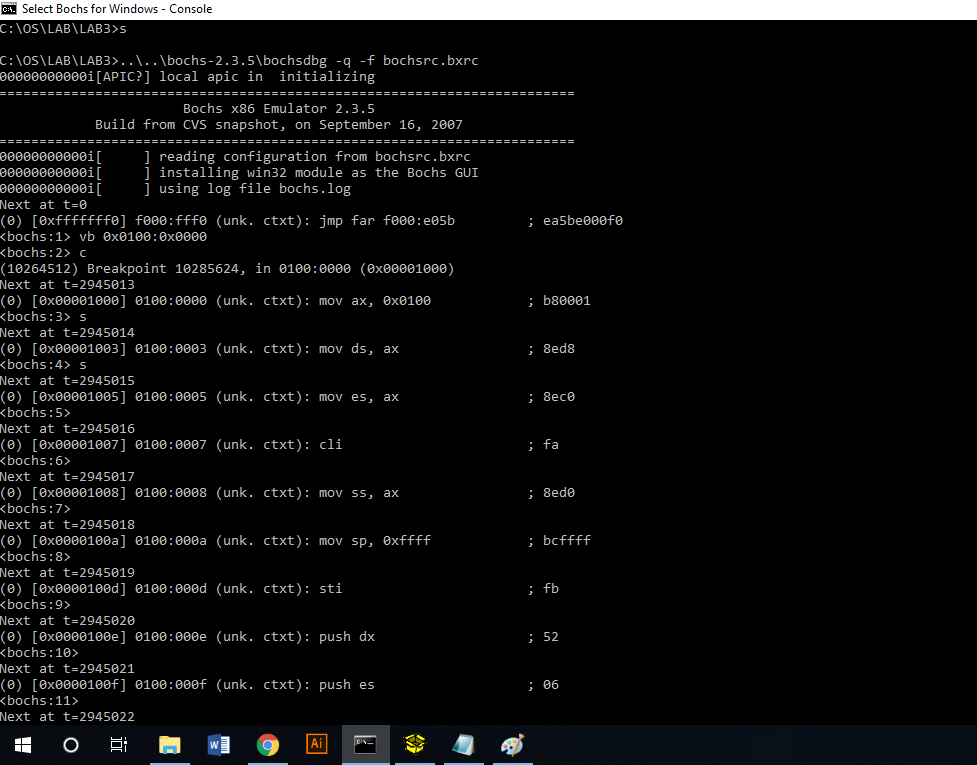 Select Bochs for Windows - Console
C:\OS\LAB\LAB3>s
C:\OS\LAB\LAB3>..\..\bochs-2.3.5\bochsdbg -q -f bochsrc.bxrc
00000000000i[APIC?] local apic in  initializing
========================================================================
Bochs x86 Emulator 2.3.5
Build from CVS snapshot, on September 16, 2007
========================================================================
00000000000i[     ] reading configuration from bochsrc.bxrc
00000000000i[     ] installing win32 module as the Bochs GUI
00000000000i[     ] using log file bochs.log
Next at t=0
(0) [0xfffffff0] f000:fff0 (unk. ctxt): jmp far f000:e05b         ; ea5be000f0
<bochs:1> vb 0x0100:0x0000
<bochs:2> c
(10264512) Breakpoint 10285624, in 0100:0000 (0x00001000)
Next at t=2945013
(0) [0x00001000] 0100:0000 (unk. ctxt): mov ax, 0x0100            ; b80001
<bochs:3> s
Next at t=2945014
(0) [0x00001003] 0100:0003 (unk. ctxt): mov ds, ax                ; 8ed8
<bochs:4> s
Next at t=2945015
(0) [0x00001005] 0100:0005 (unk. ctxt): mov es, ax                ; 8ec0
<bochs:5>
Next at t=2945016
(0) [0x00001007] 0100:0007 (unk. ctxt): cli                       ; fa
<bochs:6>
Next at t=2945017
(0) [0x00001008] 0100:0008 (unk. ctxt): mov ss, ax                ; 8ed0
<bochs:7>
Next at t=2945018
(0) [0x0000100a] 0100:000a (unk. ctxt): mov sp, 0xffff            ; bcffff
<bochs:8>
Next at t=2945019
(0) [0x0000100d] 0100:000d (unk. ctxt): sti                       ; fb
<bochs:9>
Next at t=2945020
(0) [0x0000100e] 0100:000e (unk. ctxt): push dx                   ; 52
<bochs:10>
Next at t=2945021
(0) [0x0000100f] 0100:000f (unk. ctxt): push es                   ; 06
<bochs:11>
Next at t=2945022